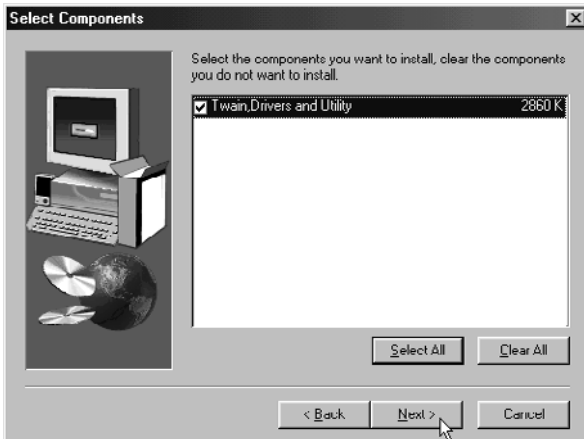 Select Components
Select the components you want to install, clear the components
you do not want to install.
Twain,Drivers and Utility 2860 K
Select All Clear All
< Back Next > Cancel